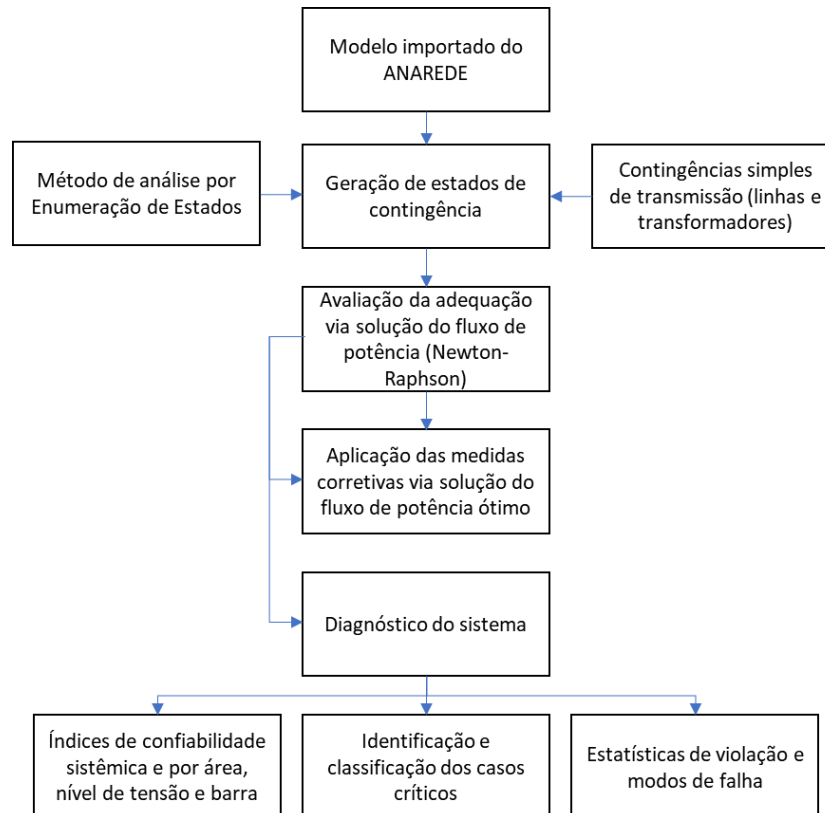 Modelo importado do
ANAREDE
Método de análise por
Enumeração de Estados
Geração de estados de
contingência
Contingências simples
de transmissão (linhas e
transformadores)
Avaliação da adequação
via solução do fluxo de
potência (Newton-
Raphson)
Aplicação das medidas
corretivas via solução do
fluxo de potência ótimo
Diagnóstico do sistema
Índices de confiabilidade
sistêmica e por área,
nível de tensão e barra
Identificação e
classificação dos casos
críticos
Estatísticas de violação e
modos de falha